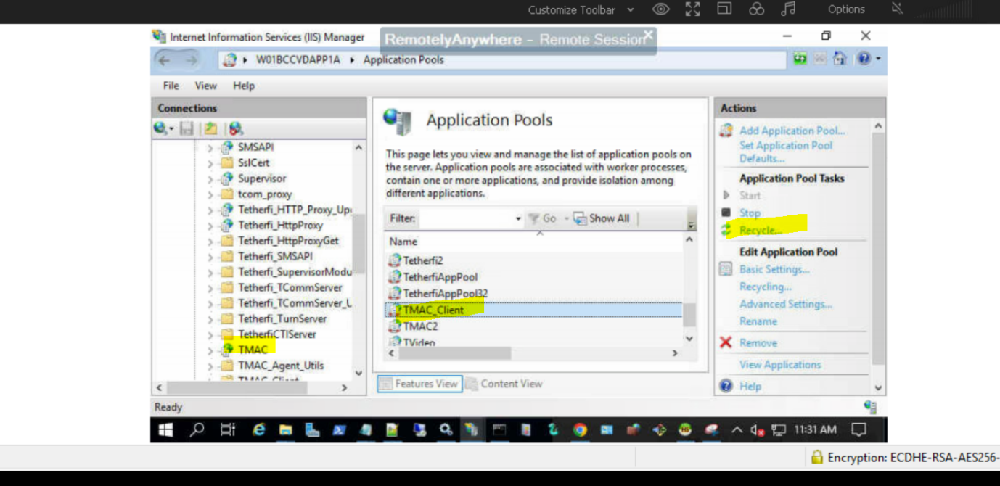 Customize Toolbar
Options
Internet Information Services (IIS) Manager
RemotelyAnywhere - Remote Session
W01BCCVDAPP1A
Application Pools
File View Help
Connections
SMSAPI
SslCert
Supervisor
tcom_proxy
Tetherfi_HTTP_Proxy_Up
Tetherfi_HttpProxy
Tetherfi_HttpProxyGet
Tetherfi_SMSAPI
Tetherfi_SupervisorModu
Tetherfi_TCommServer
Tetherfi_TCommServer_U
Tetherfi_TurnServer
TetherfiCTIServer
TMAC
TMAC_Agent_Utils
TMAC_Client
Application Pools
This page lets you view and manage the list of application pools on
the server. Application pools are associated with worker processes,
contain one or more applications, and provide isolation among
different applications.
Filter:
Go
Show All
Name
Tetherfi2
TetherfiAppPool
TetherfiAppPool32
TMAC_Client
TMAC2
TVideo
Features View
Content View
Actions
Add Application Pool...
Set Application Pool
Defaults...
Application Pool Tasks
Start
Stop
Recycle...
Edit Application Pool
Basic Settings...
Recycling...
Advanced Settings...
Rename
Remove
View Applications
Help
Ready
11:31 AM
Encryption: ECDHE-RSA-AES256-